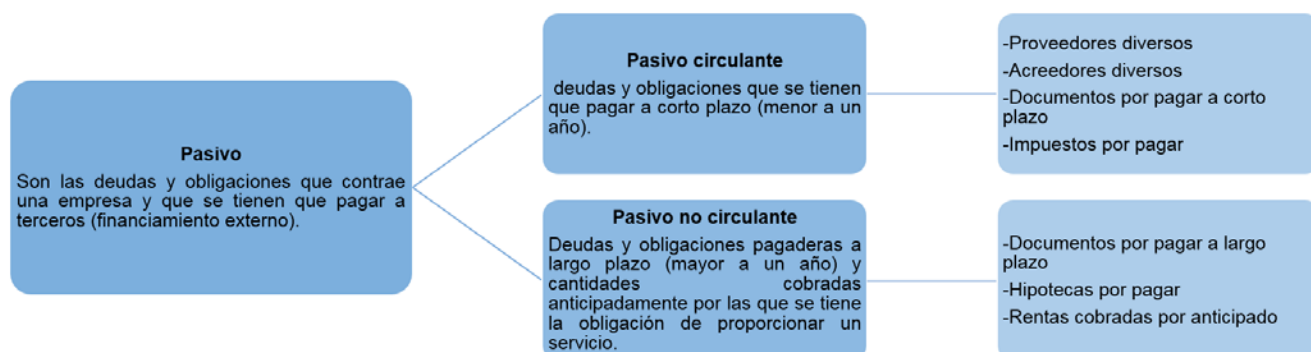 Pasivo
Son las deudas y obligaciones que contrae
una empresa y que se tienen que pagar a
terceros (financiamiento externo).
Pasivo circulante
deudas y obligaciones que se tienen
que pagar a corto plazo (menor a un
año).
-Proveedores diversos
-Acreedores diversos
-Documentos por pagar a corto
plazo
-Impuestos por pagar
Pasivo no circulante
Deudas y obligaciones pagaderas a
largo plazo (mayor a un año) y
cantidades cobradas
anticipadamente por las que se tiene
la obligación de proporcionar un
servicio.
-Documentos por pagar a largo
plazo
-Hipotecas por pagar
-Rentas cobradas por anticipado